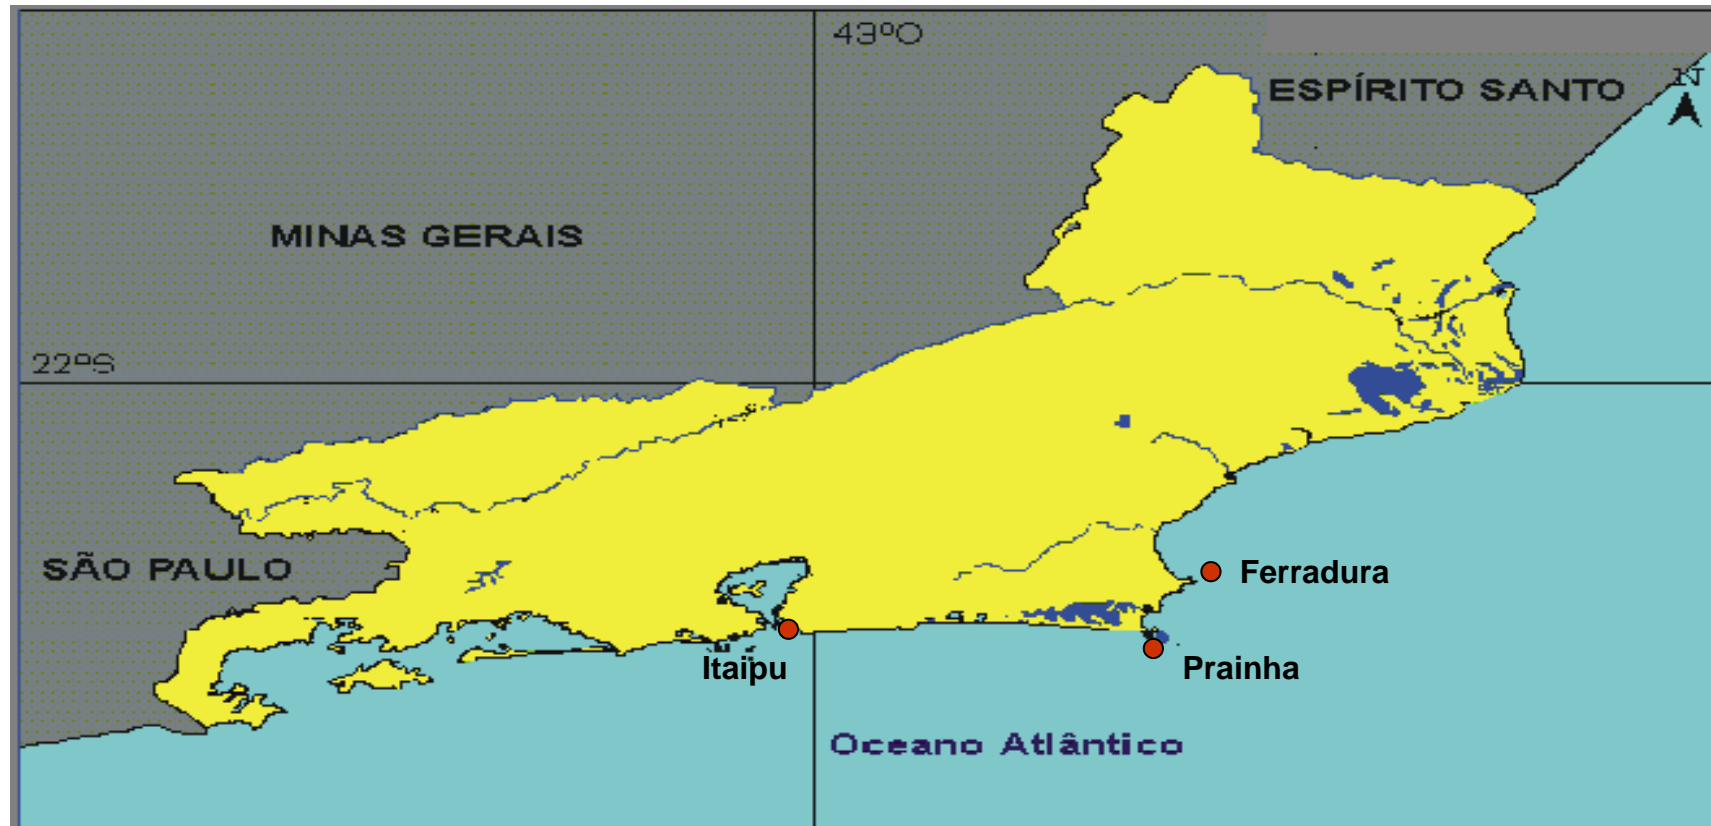 43ºO
N
ESPÍRITO SANTO
MINAS GERAIS
22ºS
SÃO PAULO
Ferradura
Itaipu
Prainha
Oceano Atlântico